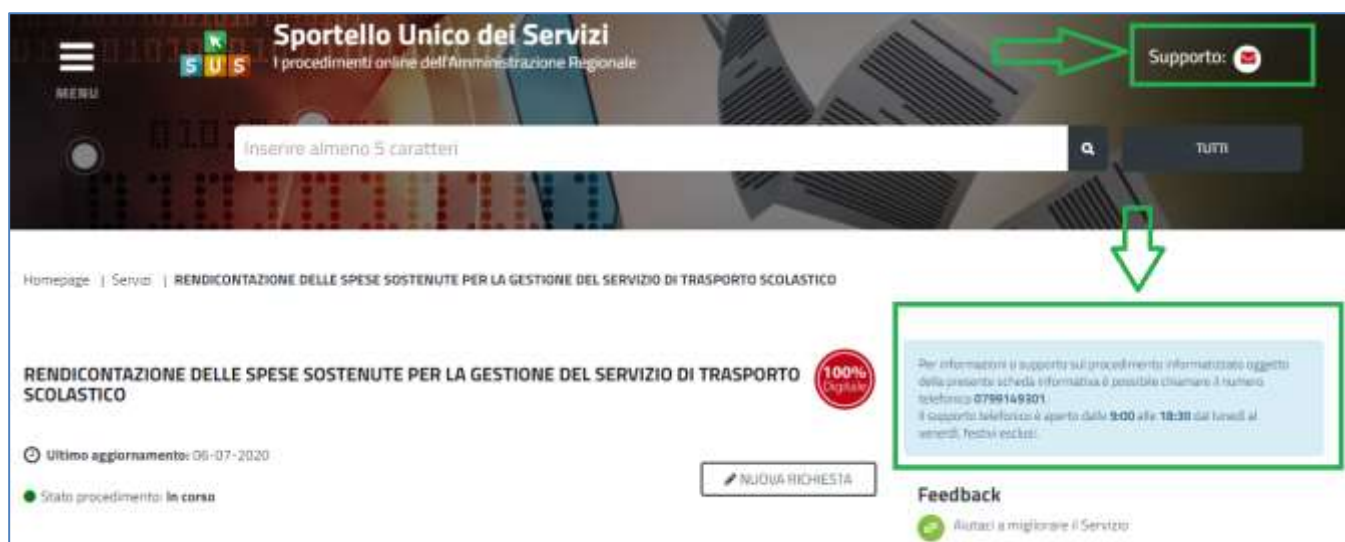 Sportello Unico dei Servizi
I procedimenti online dell'Amministrazione Regionale
MENU
SUS
Supporto:
Inserire almeno 5 caratteri
TUTTI
Homepage | Servizi | RENDICONTAZIONE DELLE SPESE SOSTENUTE PER LA GESTIONE DEL SERVIZIO DI TRASPORTO SCOLASTICO
RENDICONTAZIONE DELLE SPESE SOSTENUTE PER LA GESTIONE DEL SERVIZIO DI TRASPORTO
SCOLASTICO
100%
Digitale
Ultimo aggiornamento: 06-07-2020
Stato procedimento: In corso
NUOVA RICHIESTA
Per informazioni o supporto sul procedimento informatizzato oggetto
della presente scheda informativa è possibile chiamare il numero
telefonico 0799149301
Il supporto telefonico è aperto dalle 9:00 alle 18:30 dal lunedì al
venerdì, festivi esclusi.
Feedback
Aiutaci a migliorare il Servizio